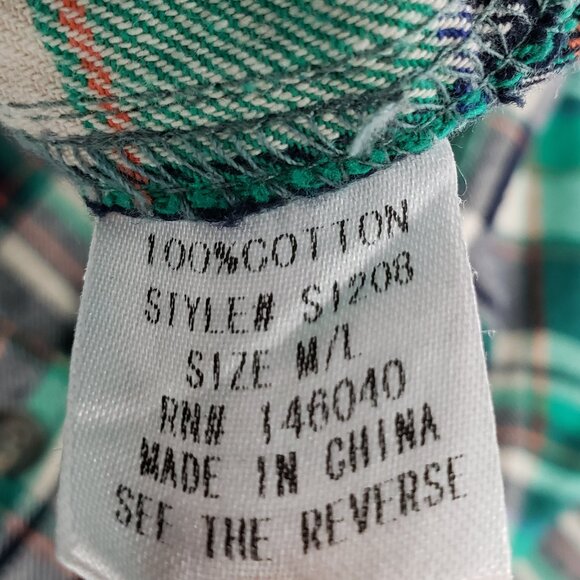 100%COTTON
STYLE# S1208
SIZE M/L
RN# 146040
MADE IN CHINA
SEE THE REVERSE